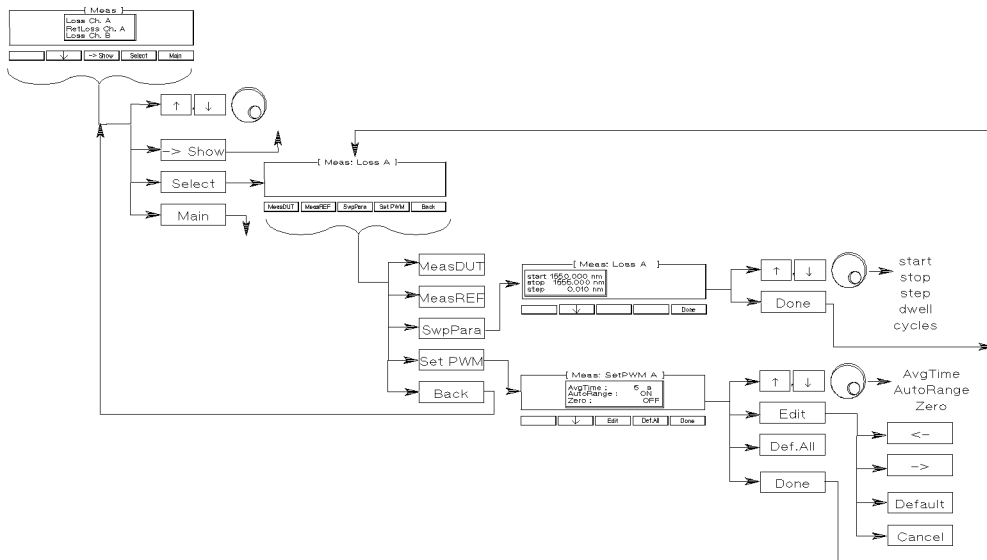 [ Meas ]
Loss Ch. A
RetLoss Ch. A
Loss Ch. B
↓ -> Show Select Main
↑ , ↓
-> Show
Select
Main
[ Meas: Loss A ]
MeasDUT MeasREF SwpPara Set PWM Back
MeasDUT
MeasREF
SwpPara
Set PWM
Back
[ Meas: Loss A ]
start 1550.000 nm
stop 1555.000 nm
step 0.010 nm
↓ Done
↑ , ↓
Done
start
stop
step
dwell
cycles
[ Meas: SetPWM A ]
AvgTime : 5 s
AutoRange : ON
Zero : OFF
↓ Edit Def.All Done
↑ , ↓
Edit
Def.All
Done
AvgTime
AutoRange
Zero
<-
->
Default
Cancel